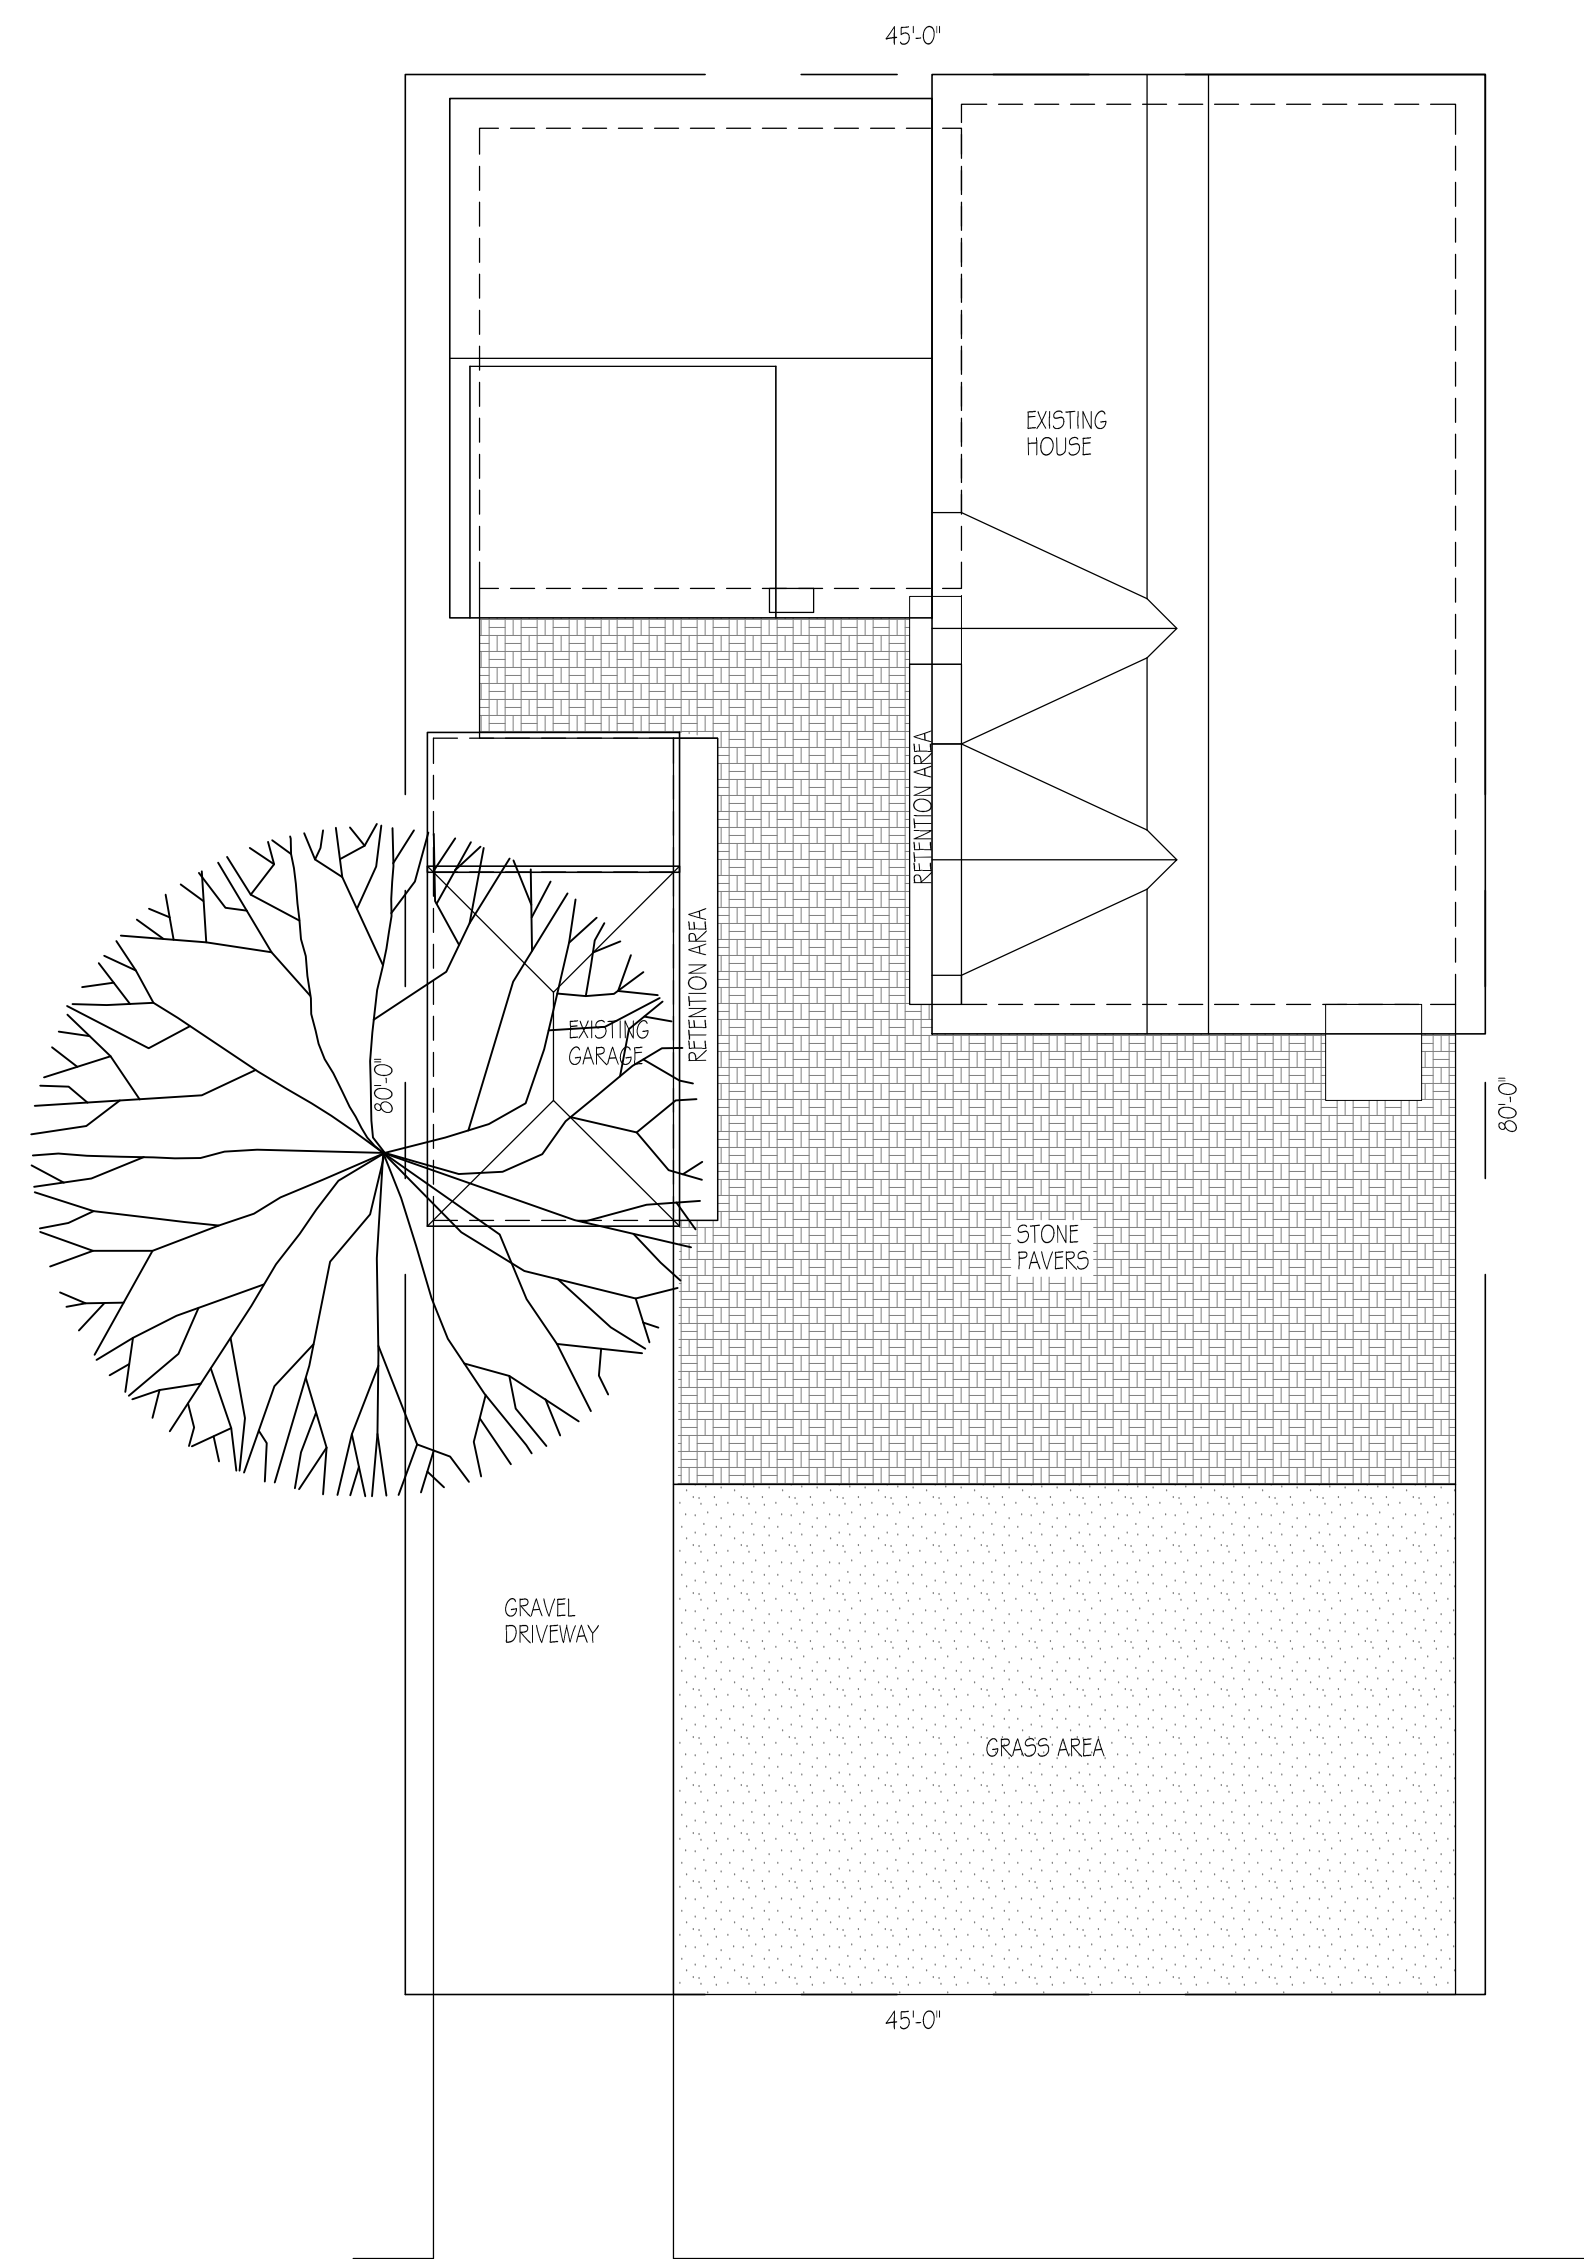 45'-0"
EXISTING
HOUSE
RETENTION AREA
RETENTION AREA
EXISTING
GARAGE
80'-0"
80'-0"
STONE
PAVERS
GRAVEL
DRIVEWAY
GRASS AREA
45'-0"